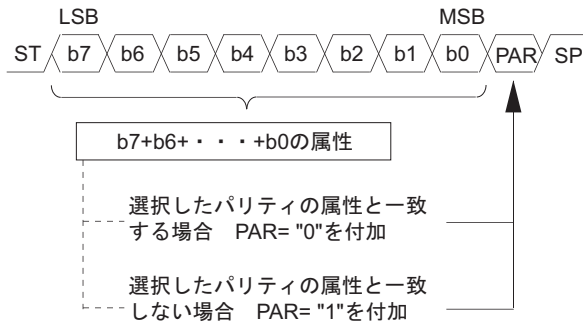 LSB MSB
ST b7 b6 b5 b4 b3 b2 b1 b0 PAR SP
b7+b6+・・・+b0の属性
選択したパリティの属性と一致
する場合 PAR= "0"を付加
選択したパリティの属性と一致
しない場合 PAR= "1"を付加